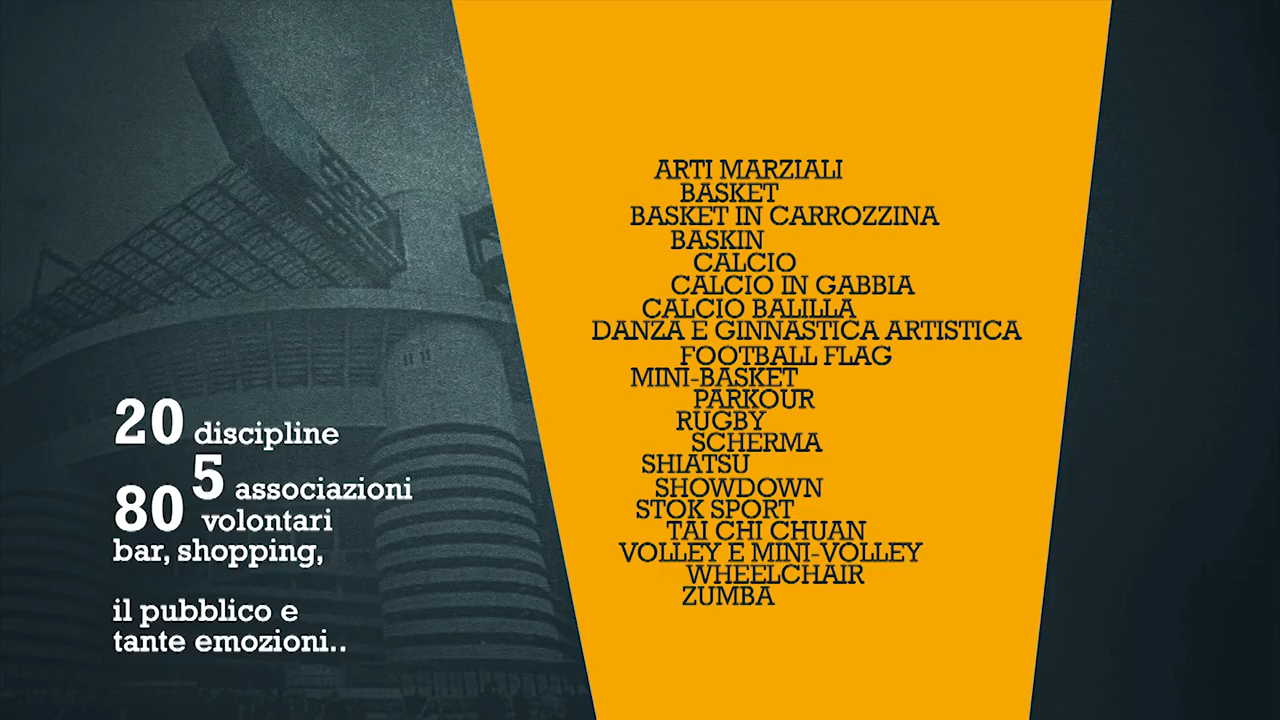 20 discipline
5 associazioni
80 volontari
bar, shopping,
il pubblico e
tante emozioni..
ARTI MARZIALI
BASKET
BASKET IN CARROZZINA
BASKIN
CALCIO
CALCIO IN GABBIA
CALCIO BALILLA
DANZA E GINNASTICA ARTISTICA
FOOTBALL FLAG
MINI-BASKET
PARKOUR
RUGBY
SCHERMA
SHIATSU
SHOWDOWN
STOK SPORT
TAI CHI CHUAN
VOLLEY E MINI-VOLLEY
WHEELCHAIR
ZUMBA